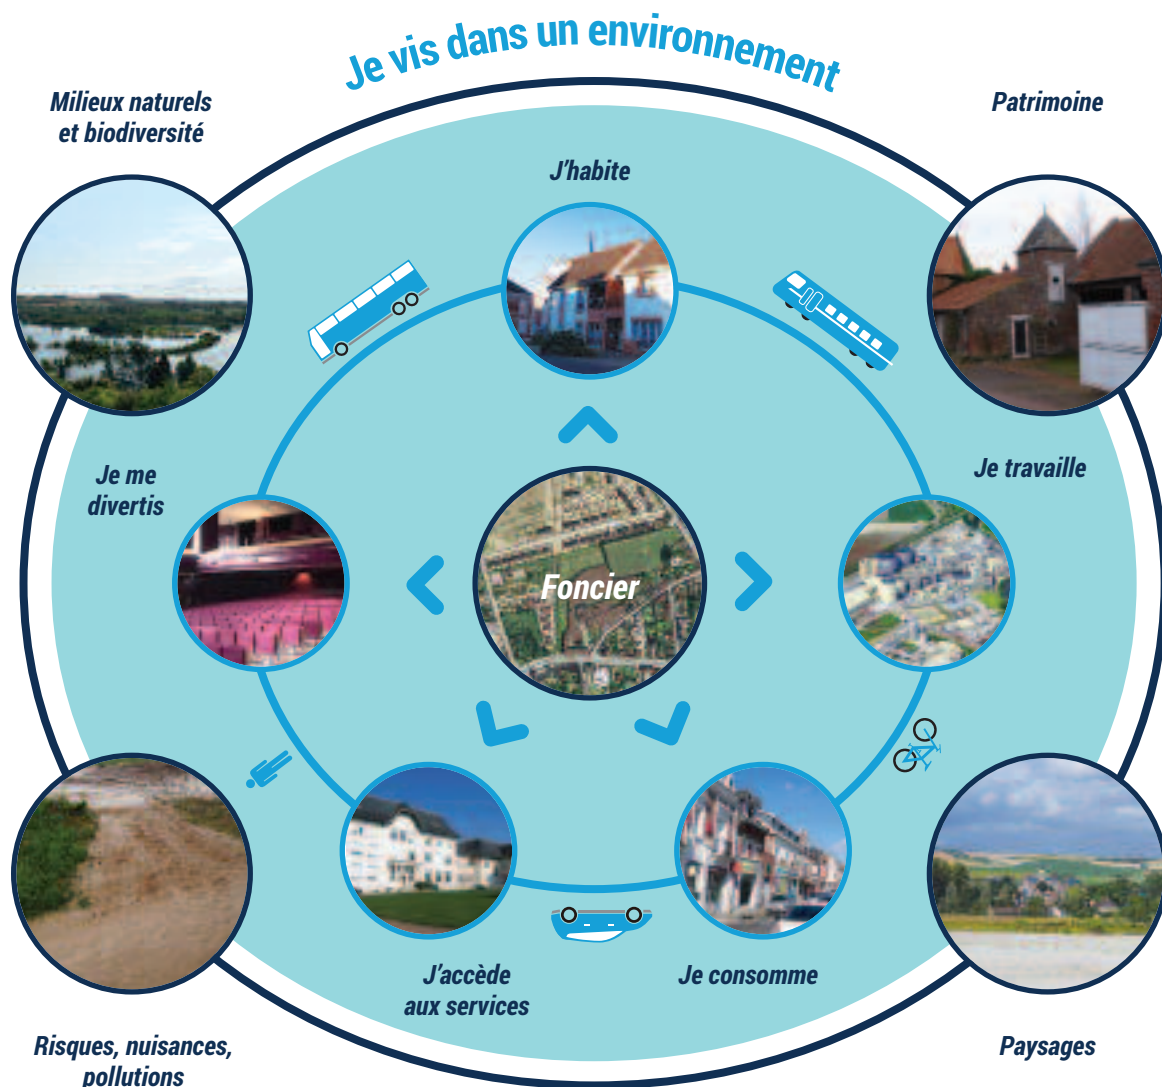 Je vis dans un environnement
Milieux naturels
et biodiversité
Patrimoine
J'habite
Je me
divertis
Je travaille
Foncier
J'accède
aux services
Je consomme
Risques, nuisances,
pollutions
Paysages